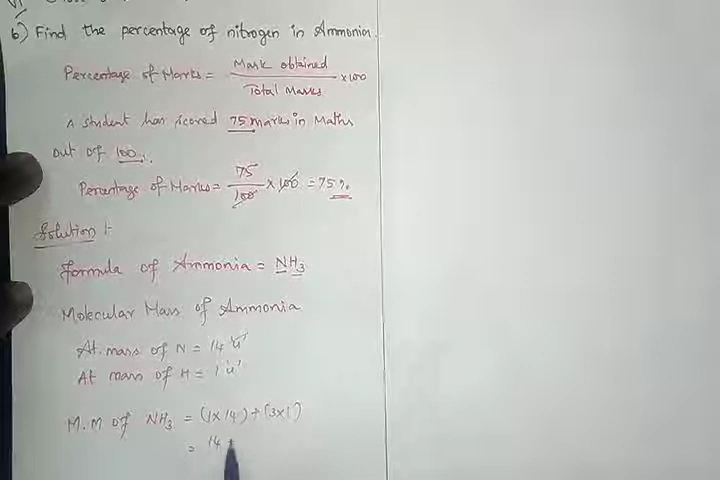 6) Find the percentage of nitrogen in Ammonia.
Percentage of Marks = Mark obtained / Total Marks × 100
A student has scored 75 marks in Maths
out of 100.
Percentage of Marks = 75 / 100 × 100 = 75%
Solution :-
Formula of Ammonia = NH3
Molecular Mass of Ammonia
At. mass of N = 14 'u'
At mass of H = 1 'u'
M.M of NH3 = (1×14) + (3×1)
= 14